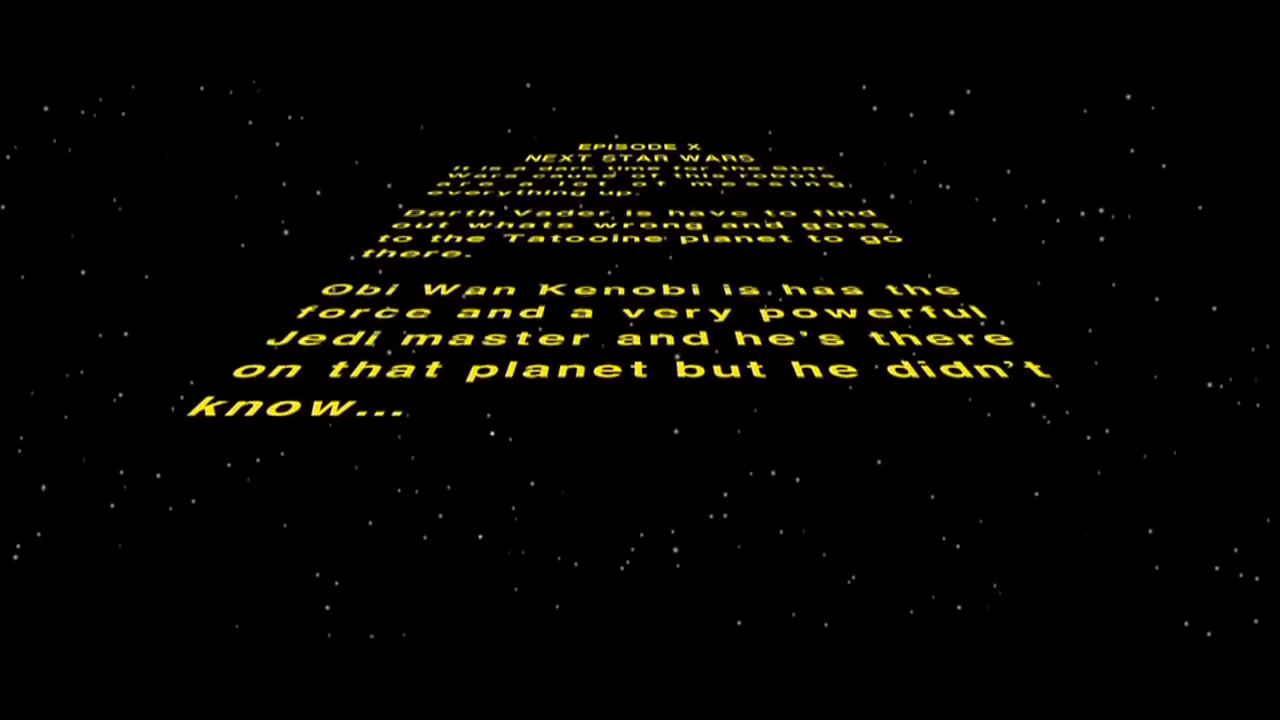 EPISODE X
NEXT STAR WARS
It is a dark time for the Star
Wars cause of this robots
are a lot of messing
everything up.
Darth Vader is have to find
out whats wrong and goes
to the Tatooine planet to go
there.
Obi Wan Kenobi is has the
force and a very powerful
Jedi master and he's there
on that planet but he didn't
know...